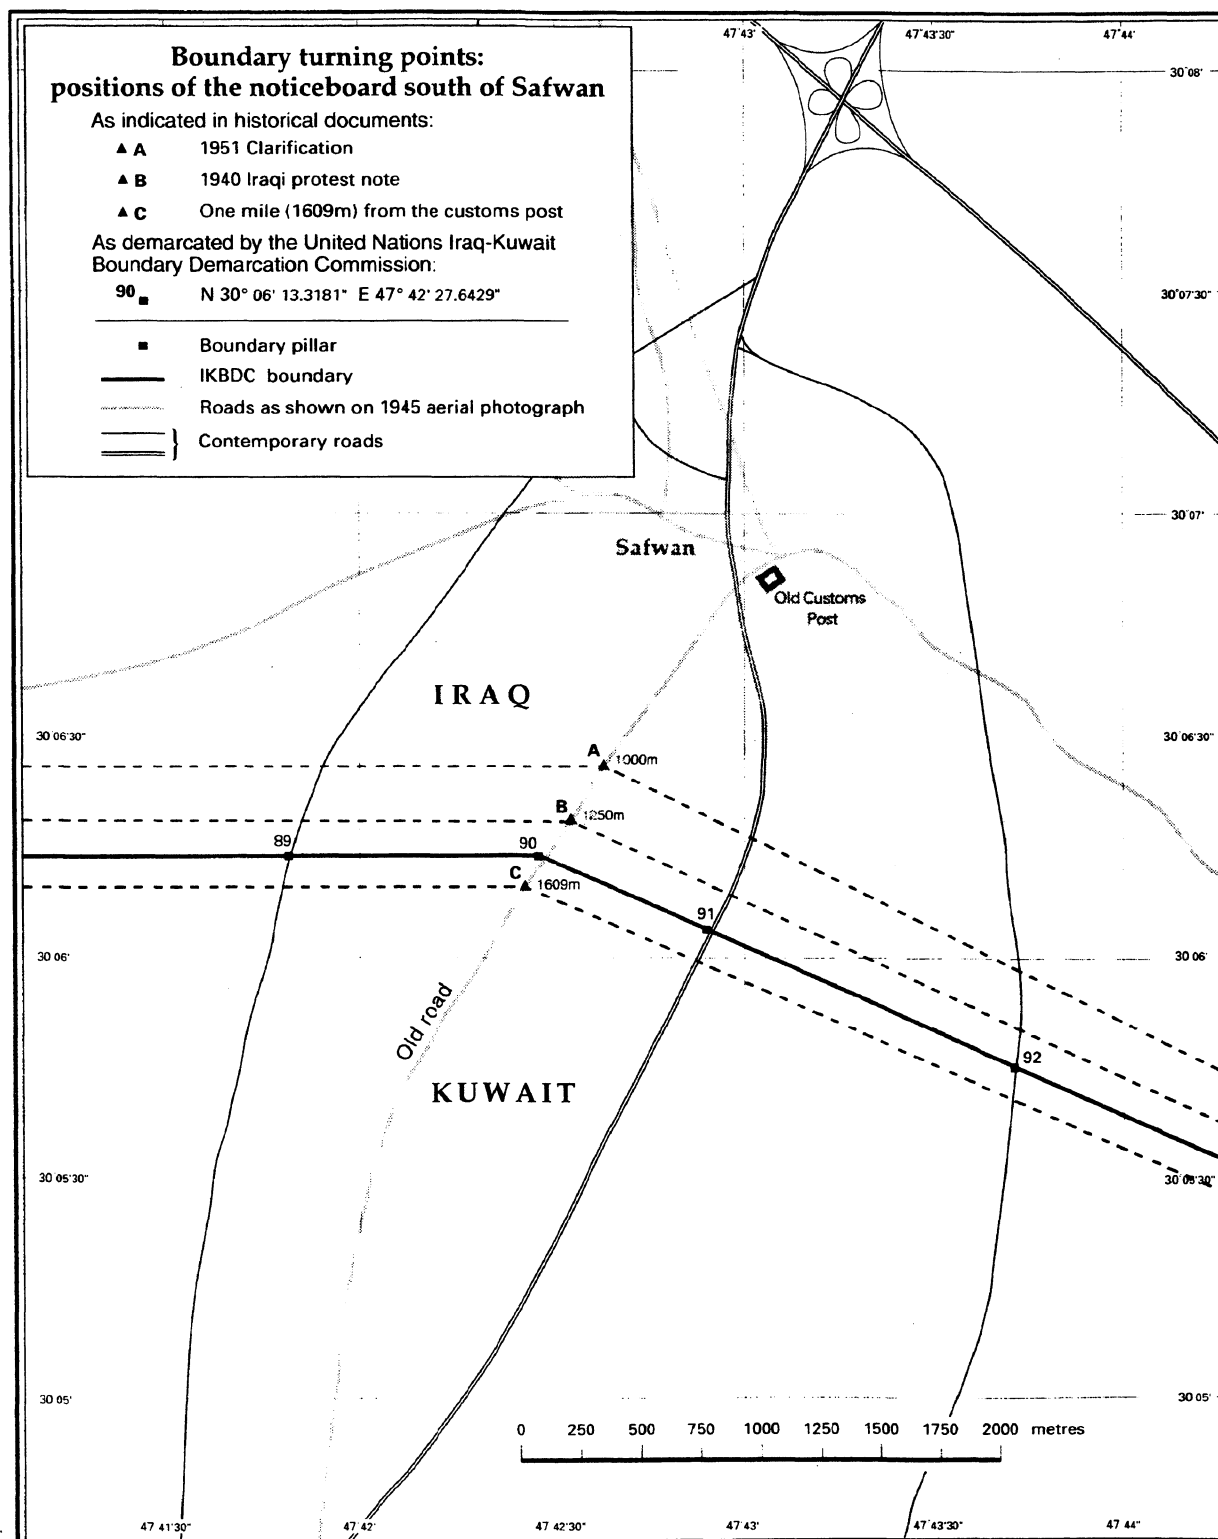 Boundary turning points:
positions of the noticeboard south of Safwan
As indicated in historical documents:
▲ A 1951 Clarification
▲ B 1940 Iraqi protest note
▲ C One mile (1609m) from the customs post
As demarcated by the United Nations Iraq-Kuwait
Boundary Demarcation Commission:
90 N 30° 06' 13.3181" E 47° 42' 27.6429"
Boundary pillar
IKBDC boundary
Roads as shown on 1945 aerial photograph
} Contemporary roads
47°43' 47°43'30" 47°44'
30°08'
30°07'30"
30°07'
Safwan
Old Customs
Post
IRAQ
30°06'30" 30°06'30"
A 1000m
B 1250m
89 90
C 1609m
91
30 06' 30 06'
Old road
92
KUWAIT
30 05'30" 30°05'30"
30 05' 30 05'
0 250 500 750 1000 1250 1500 1750 2000 metres
47 41'30" 47°42' 47 42'30" 47°43' 47°43'30" 47 44"